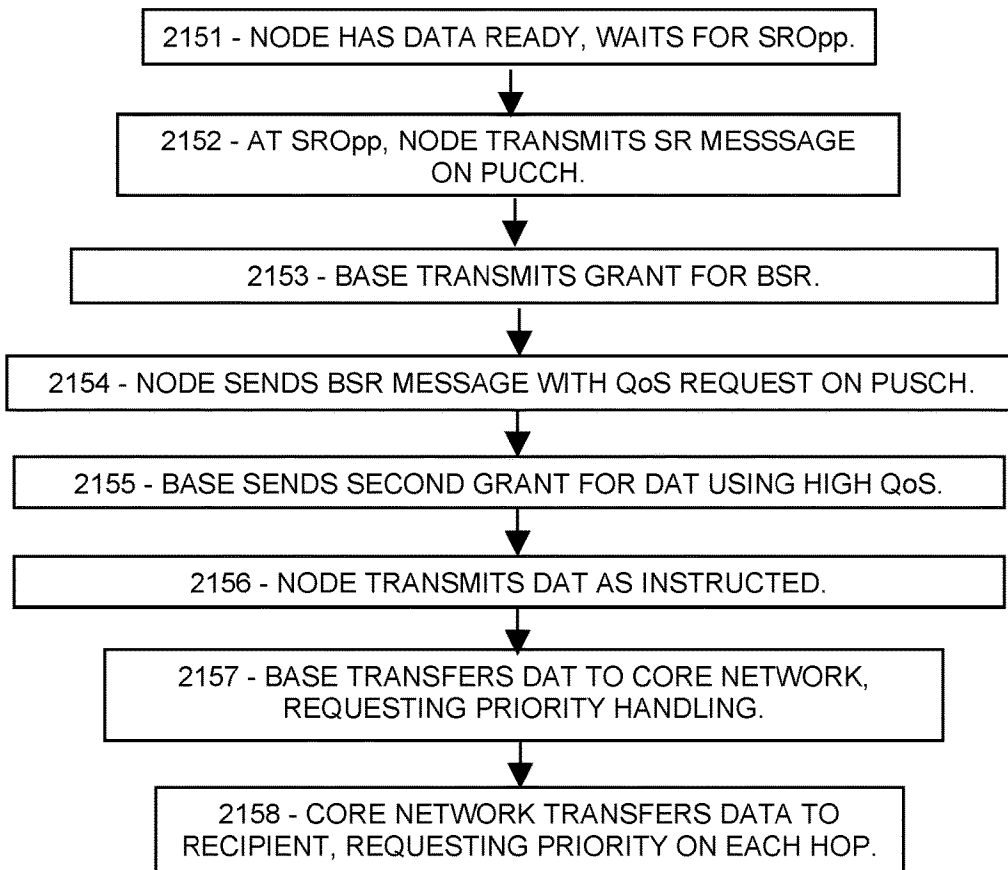 2151 - NODE HAS DATA READY, WAITS FOR SROpp.
2152 - AT SROpp, NODE TRANSMITS SR MESSSAGE
ON PUCCH.
2153 - BASE TRANSMITS GRANT FOR BSR.
2154 - NODE SENDS BSR MESSAGE WITH QoS REQUEST ON PUSCH.
2155 - BASE SENDS SECOND GRANT FOR DAT USING HIGH QoS.
2156 - NODE TRANSMITS DAT AS INSTRUCTED.
2157 - BASE TRANSFERS DAT TO CORE NETWORK,
REQUESTING PRIORITY HANDLING.
2158 - CORE NETWORK TRANSFERS DATA TO
RECIPIENT, REQUESTING PRIORITY ON EACH HOP.